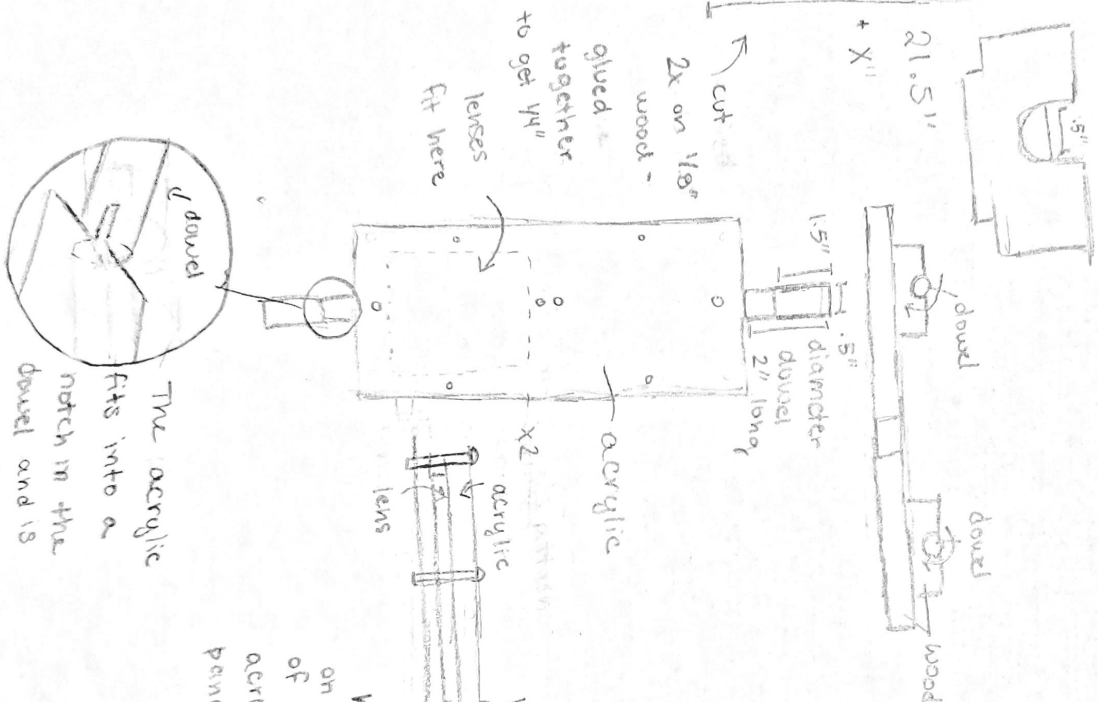 21.5"
+ X"
.5"
cut
2x on 1/8"
wood -
glued
together
to get 1/4"
lenses
fit here
dowel
dowel
wood
1.5"
.5"
diameter
dowel
2" long,
acrylic
x2
acrylic
lens
dowel
The acrylic
fits into a
notch in the
dowel and is
on
of